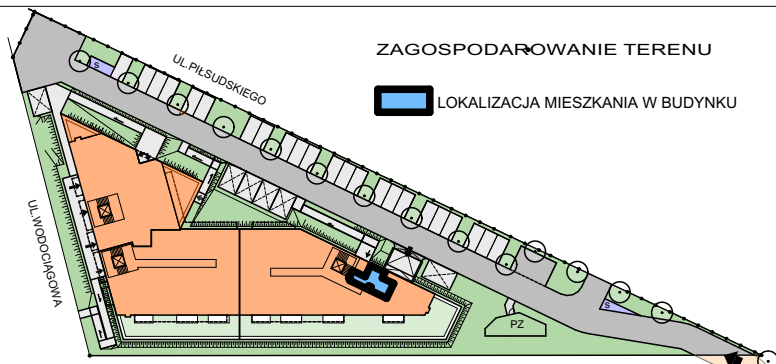 ZAGOSPODAROWANIE TERENU
UL.PIŁSUDSKIEGO
LOKALIZACJA MIESZKANIA W BUDYNKU
UL.WODOCIĄGOWA
S
S
PZ